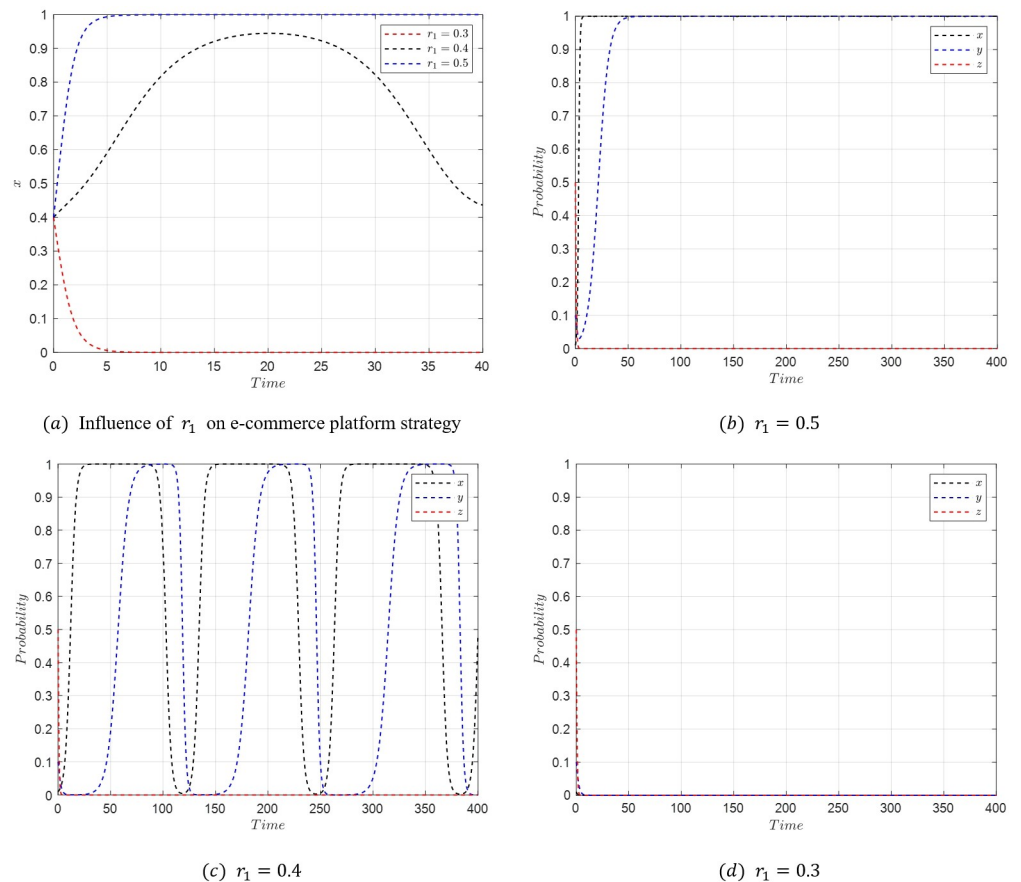 1
0.9
0.8
0.7
0.6
0.5
0.4
0.3
0.2
0.1
0
x
r₁ = 0.3
r₁ = 0.4
r₁ = 0.5
0 5 10 15 20 25 30 35 40
Time
(a) Influence of r₁ on e-commerce platform strategy
1
0.9
0.8
0.7
0.6
0.5
0.4
0.3
0.2
0.1
0
Probability
x
y
z
0 50 100 150 200 250 300 350 400
Time
(b) r₁ = 0.5
1
0.9
0.8
0.7
0.6
0.5
0.4
0.3
0.2
0.1
0
Probability
x
y
z
0 50 100 150 200 250 300 350 400
Time
(c) r₁ = 0.4
1
0.9
0.8
0.7
0.6
0.5
0.4
0.3
0.2
0.1
0
Probability
x
y
z
0 50 100 150 200 250 300 350 400
Time
(d) r₁ = 0.3